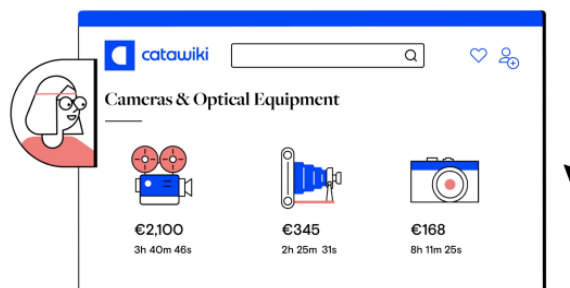 catawiki
Cameras & Optical Equipment
€2,100 €345 €168
3h 40m 46s 2h 25m 31s 8h 11m 25s